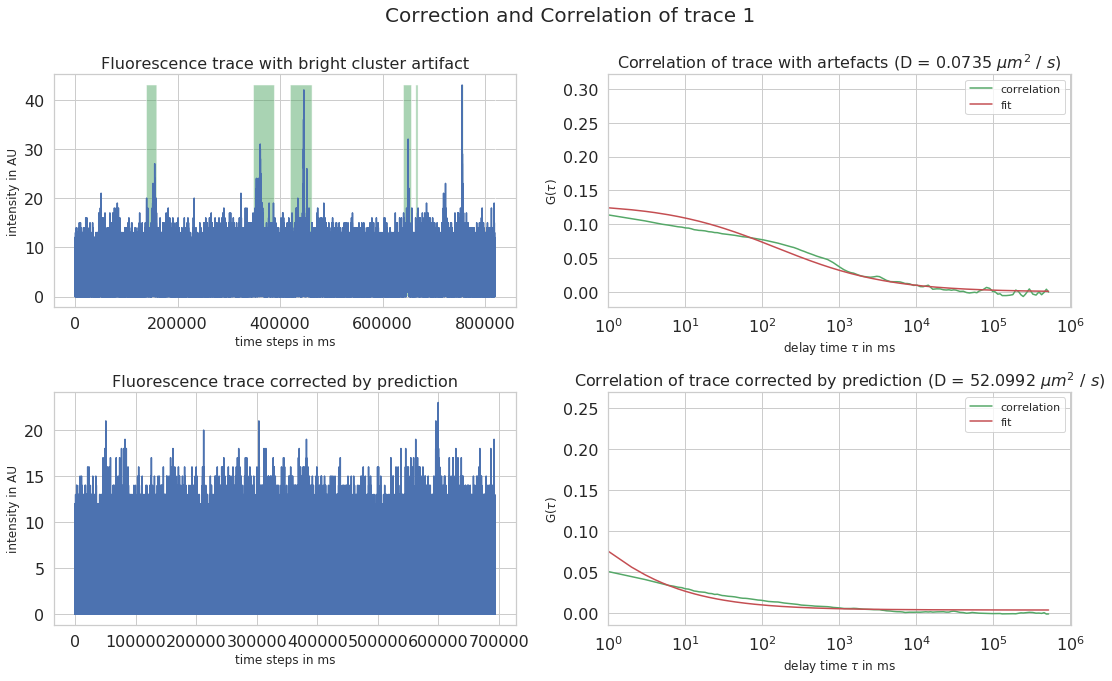 Correction and Correlation of trace 1
Fluorescence trace with bright cluster artifact
intensity in AU
40
30
20
10
0
0
200000
400000
600000
800000
time steps in ms
Correlation of trace with artefacts (D = 0.0735 μm² / s)
G(τ)
0.30
0.25
0.20
0.15
0.10
0.05
0.00
correlation
fit
10⁰
10¹
10²
10³
10⁴
10⁵
10⁶
delay time τ in ms
Fluorescence trace corrected by prediction
intensity in AU
20
15
10
5
0
0
100000
200000
300000
400000
500000
600000
700000
time steps in ms
Correlation of trace corrected by prediction (D = 52.0992 μm² / s)
G(τ)
0.25
0.20
0.15
0.10
0.05
0.00
correlation
fit
10⁰
10¹
10²
10³
10⁴
10⁵
10⁶
delay time τ in ms